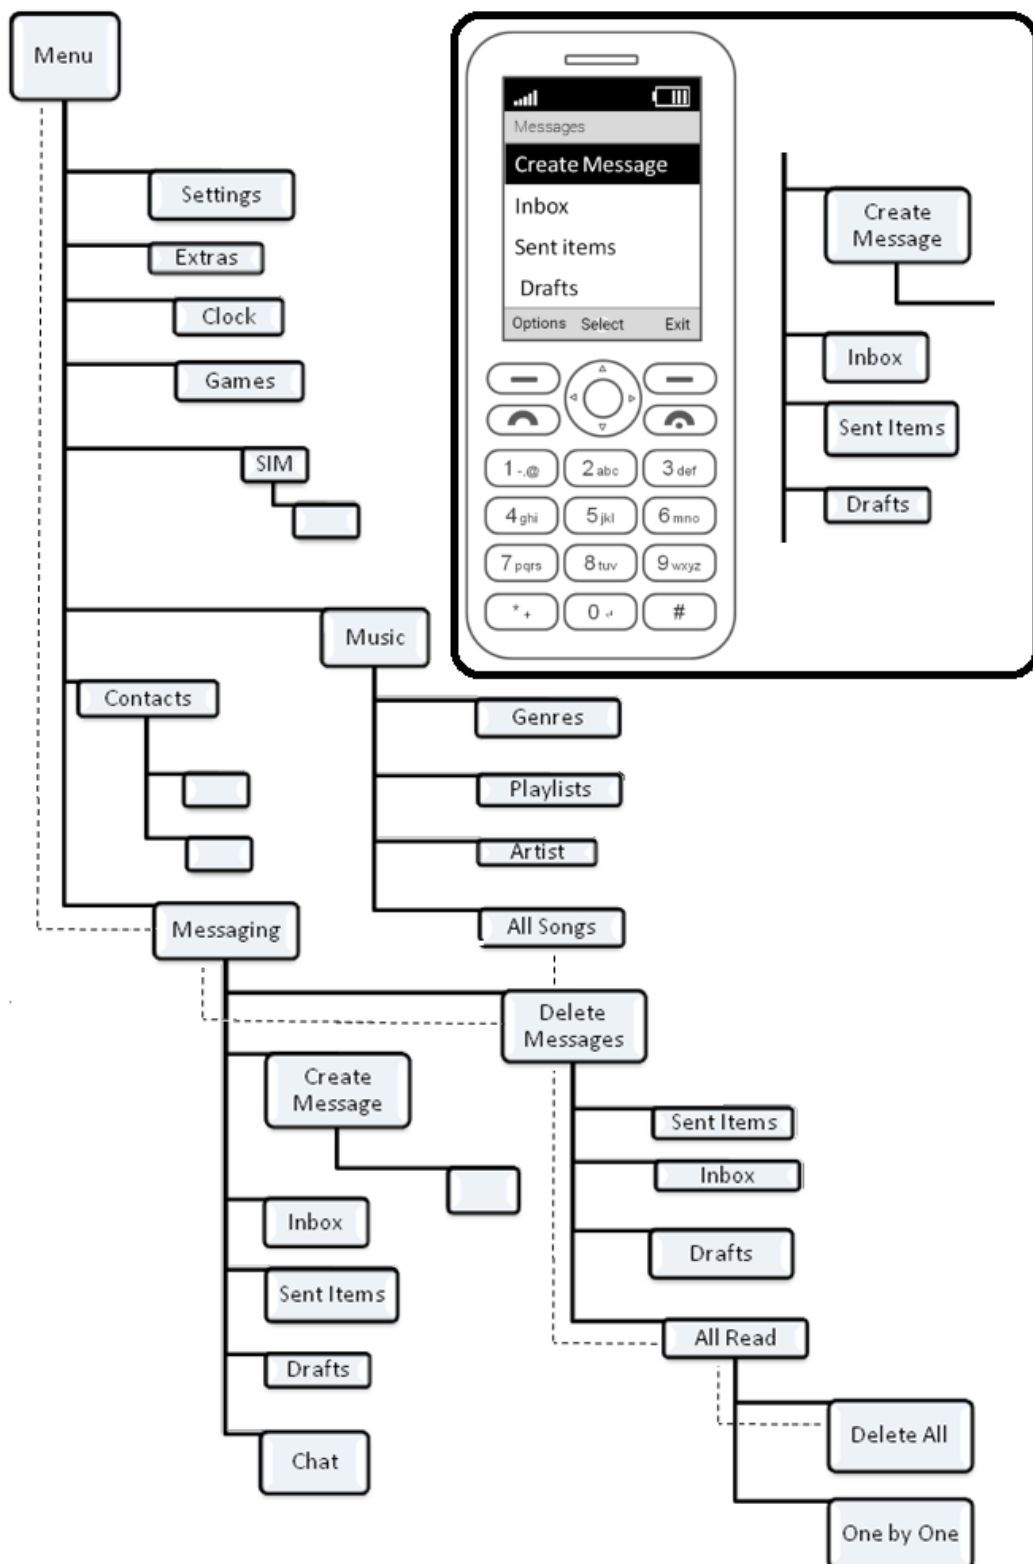 Menu
Settings
Extras
Clock
Games
SIM
Music
Contacts
Genres
Playlists
Artist
All Songs
Messaging
Delete
Messages
Create
Message
Inbox
Sent Items
Drafts
Chat
Sent Items
Inbox
Drafts
All Read
Delete All
One by One
Messages
Create Message
Inbox
Sent items
Drafts
Options Select Exit
1 -.@ 2 abc 3 def
4 ghi 5 jkl 6 mno
7 pqrs 8 tuv 9 wxyz
* + 0 ↵ #
Create
Message
Inbox
Sent Items
Drafts